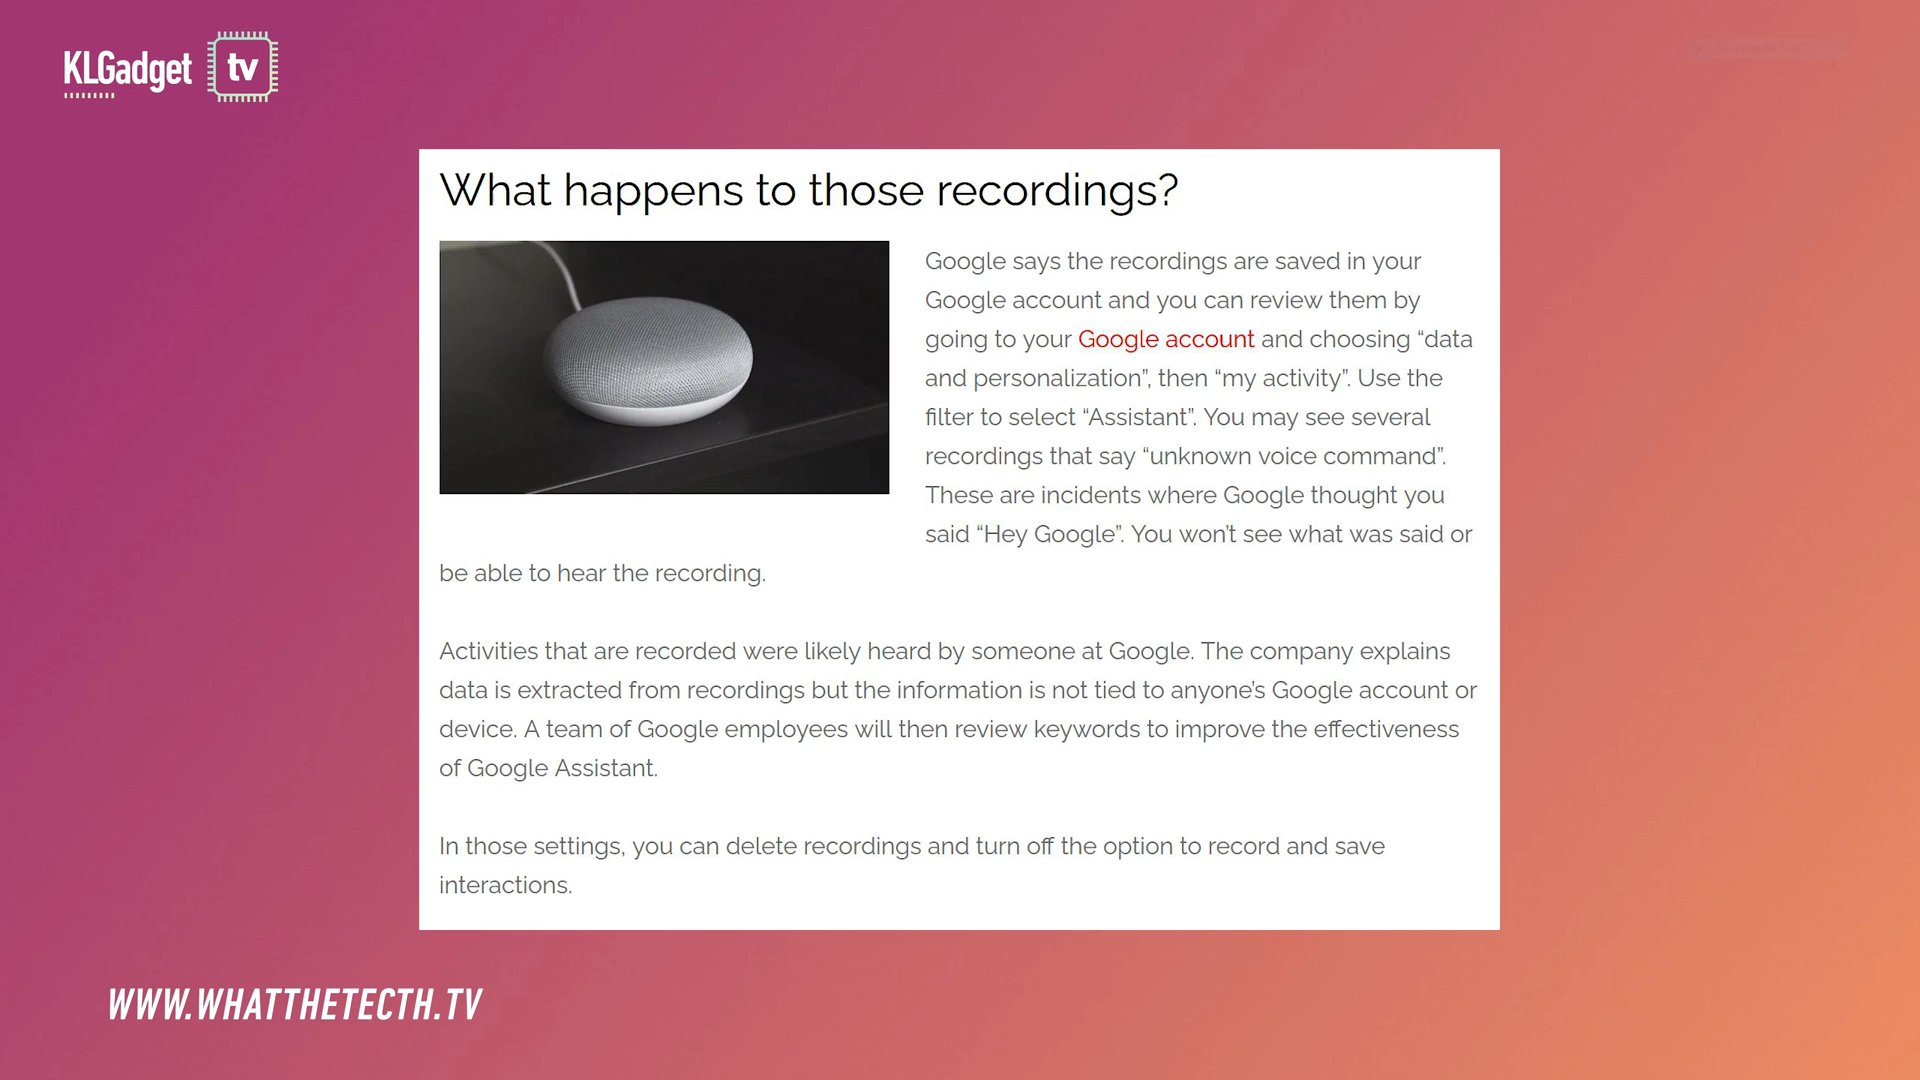 KLGadget tv
What happens to those recordings?
Google says the recordings are saved in your
Google account and you can review them by
going to your Google account and choosing “data
and personalization”, then “my activity”. Use the
filter to select “Assistant”. You may see several
recordings that say “unknown voice command”.
These are incidents where Google thought you
said “Hey Google”. You won’t see what was said or
be able to hear the recording.
Activities that are recorded were likely heard by someone at Google. The company explains
data is extracted from recordings but the information is not tied to anyone’s Google account or
device. A team of Google employees will then review keywords to improve the effectiveness
of Google Assistant.
In those settings, you can delete recordings and turn off the option to record and save
interactions.
WWW.WHATTHETECTH.TV